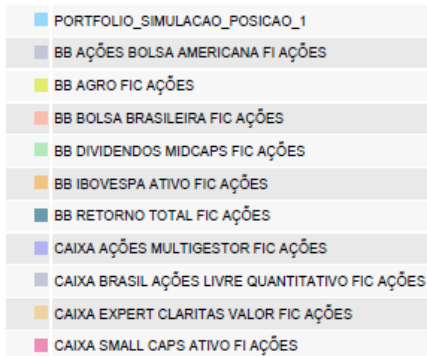 PORTFOLIO_SIMULACAO_POSICAO_1
BB AÇÕES BOLSA AMERICANA FI AÇÕES
BB AGRO FIC AÇÕES
BB BOLSA BRASILEIRA FIC AÇÕES
BB DIVIDENDOS MIDCAPS FIC AÇÕES
BB IBOVESPA ATIVO FIC AÇÕES
BB RETORNO TOTAL FIC AÇÕES
CAIXA AÇÕES MULTIGESTOR FIC AÇÕES
CAIXA BRASIL AÇÕES LIVRE QUANTITATIVO FIC AÇÕES
CAIXA EXPERT CLARITAS VALOR FIC AÇÕES
CAIXA SMALL CAPS ATIVO FI AÇÕES